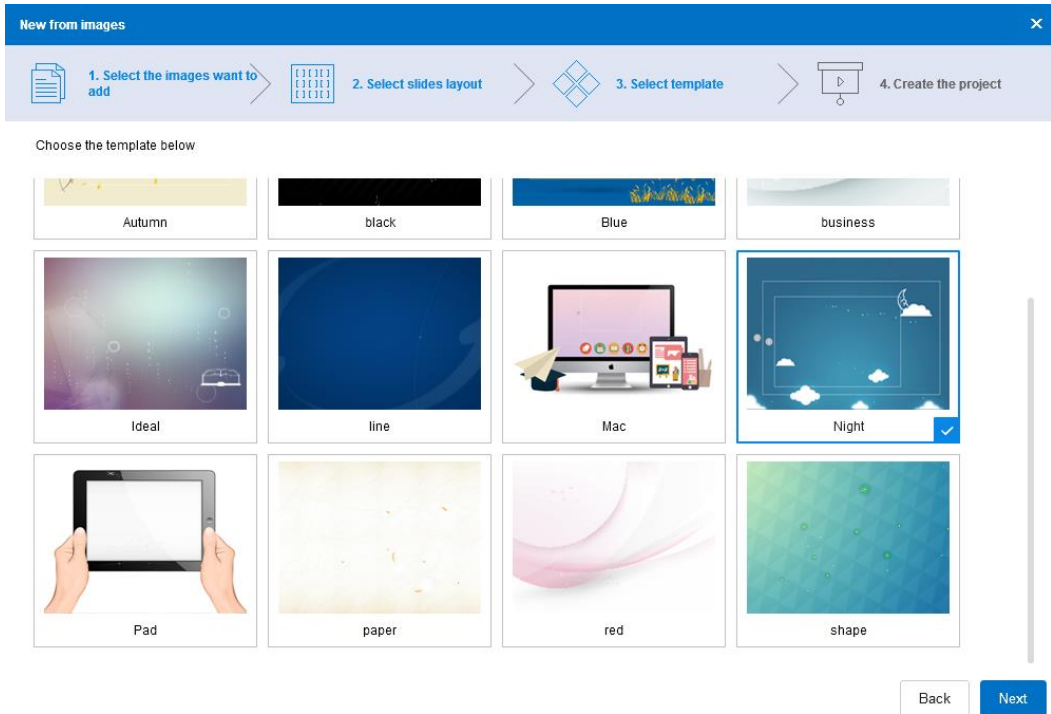 New from images
1. Select the images want to
add
2. Select slides layout
3. Select template
4. Create the project
Choose the template below
Autumn
black
Blue
business
Ideal
line
Mac
Night
Pad
paper
red
shape
Back
Next